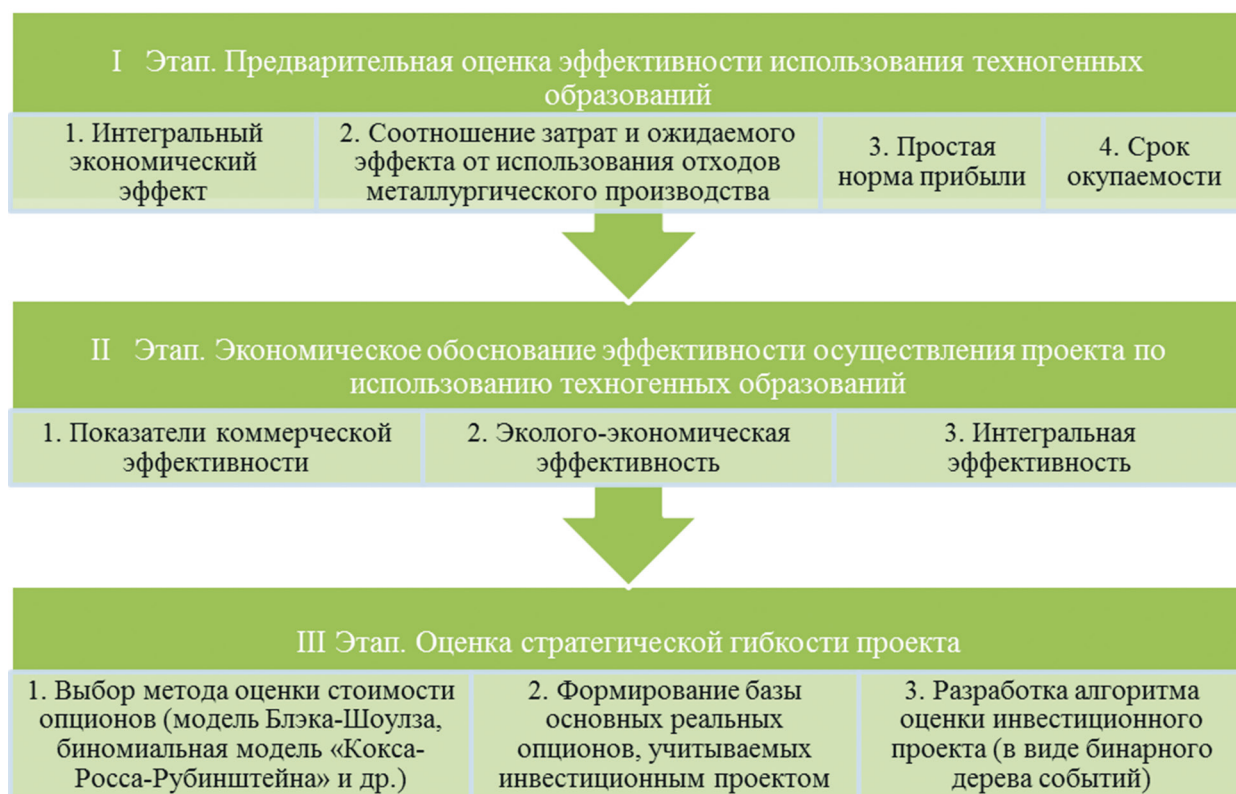 I Этап. Предварительная оценка эффективности использования техногенных
образований
1. Интегральный
экономический
эффект
2. Соотношение затрат и ожидаемого
эффекта от использования отходов
металлургического производства
3. Простая
норма прибыли
4. Срок
окупаемости
II Этап. Экономическое обоснование эффективности осуществления проекта по
использованию техногенных образований
1. Показатели коммерческой
эффективности
2. Эколого-экономическая
эффективность
3. Интегральная
эффективность
III Этап. Оценка стратегической гибкости проекта
1. Выбор метода оценки стоимости
опционов (модель Блэка-Шоулза,
биномиальная модель «Кокса-
Росса-Рубинштейна» и др.)
2. Формирование базы
основных реальных
опционов, учитываемых
инвестиционным проектом
3. Разработка алгоритма
оценки инвестиционного
проекта (в виде бинарного
дерева событий)